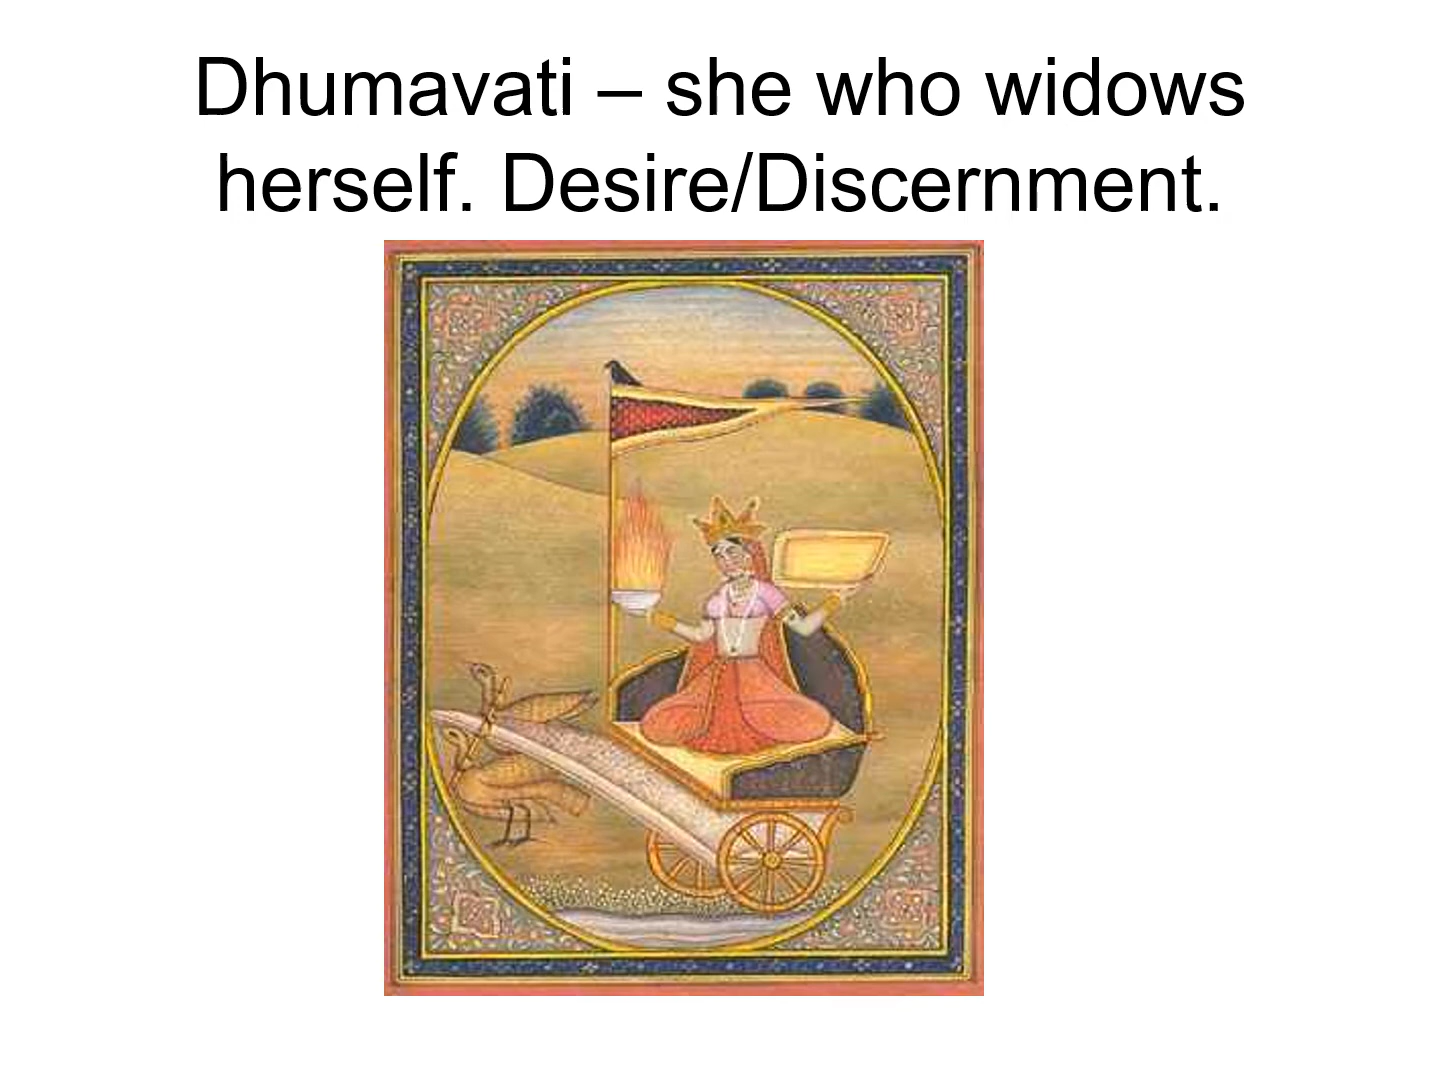 Dhumavati – she who widows
herself. Desire/Discernment.